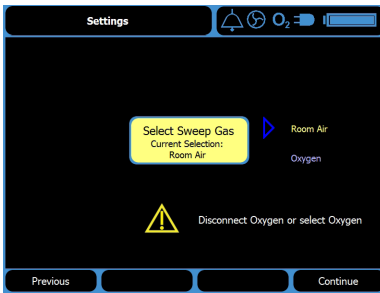 Settings
O2
Select Sweep Gas
Current Selection:
Room Air
Room Air
Oxygen
Disconnect Oxygen or select Oxygen
Previous
Continue